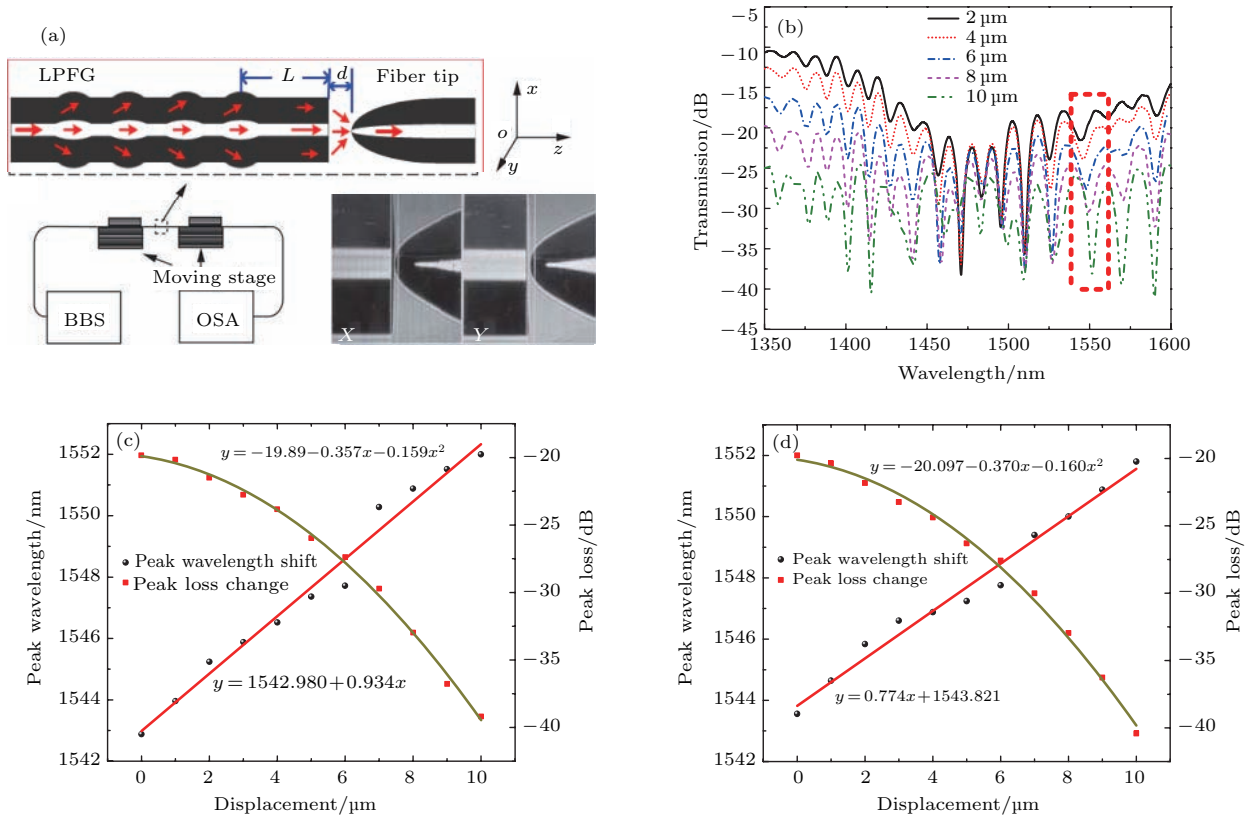 (a)
LPFG
L
d
Fiber tip
x
o
z
y
Moving stage
BBS
OSA
X
Y
(b)
2 µm
4 µm
6 µm
8 µm
10 µm
Transmission/dB
−5
−10
−15
−20
−25
−30
−35
−40
−45
1350
1400
1450
1500
1550
1600
Wavelength/nm
(c)
y=−19.89−0.357x−0.159x²
Peak wavelength shift
Peak loss change
y=1542.980+0.934x
Peak wavelength/nm
1552
1550
1548
1546
1544
1542
Peak loss/dB
−20
−25
−30
−35
−40
0
2
4
6
8
10
Displacement/µm
(d)
y=−20.097−0.370x−0.160x²
Peak wavelength shift
Peak loss change
y=0.774x+1543.821
Peak wavelength/nm
1552
1550
1548
1546
1544
1542
Peak loss/dB
−20
−25
−30
−35
−40
0
2
4
6
8
10
Displacement/µm